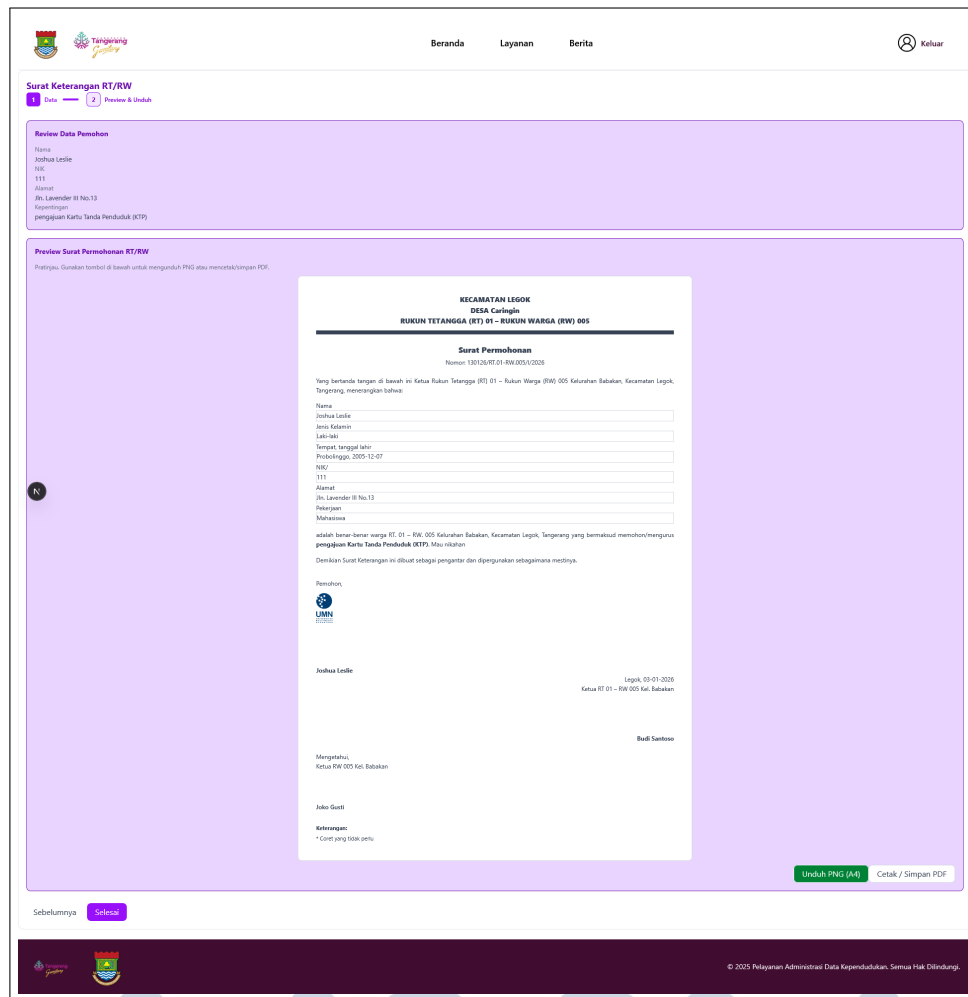 Tangerang
Gemilang
Beranda
Layanan
Berita
Keluar
Surat Keterangan RT/RW
1 Data
2 Preview & Unduh
Review Data Pemohon
Nama
Joshua Leslie
NIK
111
Alamat
Jln. Lavender III No.13
Kepentingan
pengajuan Kartu Tanda Penduduk (KTP)
Preview Surat Permohonan RT/RW
Pratinjau. Gunakan tombol di bawah untuk mengunduh PNG atau mencetak/simpan PDF.
KECAMATAN LEGOK
DESA Caringin
RUKUN TETANGGA (RT) 01 – RUKUN WARGA (RW) 005
Surat Permohonan
Nomor: 130126/RT.01-RW.005/I/2026
Yang bertanda tangan di bawah ini Ketua Rukun Tetangga (RT) 01 – Rukun Warga (RW) 005 Kelurahan Babakan, Kecamatan Legok,
Tangerang, menerangkan bahwa:
Nama
Joshua Leslie
Jenis Kelamin
Laki-laki
Tempat, tanggal lahir
Probolinggo, 2005-12-07
NIK/
111
Alamat
Jln. Lavender III No.13
Pekerjaan
Mahasiswa
adalah benar-benar warga RT. 01 – RW. 005 Kelurahan Babakan, Kecamatan Legok, Tangerang yang bermaksud memohon/mengurus
pengajuan Kartu Tanda Penduduk (KTP). Mau nikahan
Demikian Surat Keterangan ini dibuat sebagai pengantar dan dipergunakan sebagaimana mestinya.
Pemohon,
UMN
Joshua Leslie
Legok, 03-01-2026
Ketua RT 01 – RW 005 Kel. Babakan
Budi Santoso
Mengetahui,
Ketua RW 005 Kel. Babakan
Joko Gusti
Keterangan:
* Coret yang tidak perlu
N
Unduh PNG (A4)
Cetak / Simpan PDF
Sebelumnya
Selesai
Tangerang
Gemilang
© 2025 Pelayanan Administrasi Data Kependudukan. Semua Hak Dilindungi.